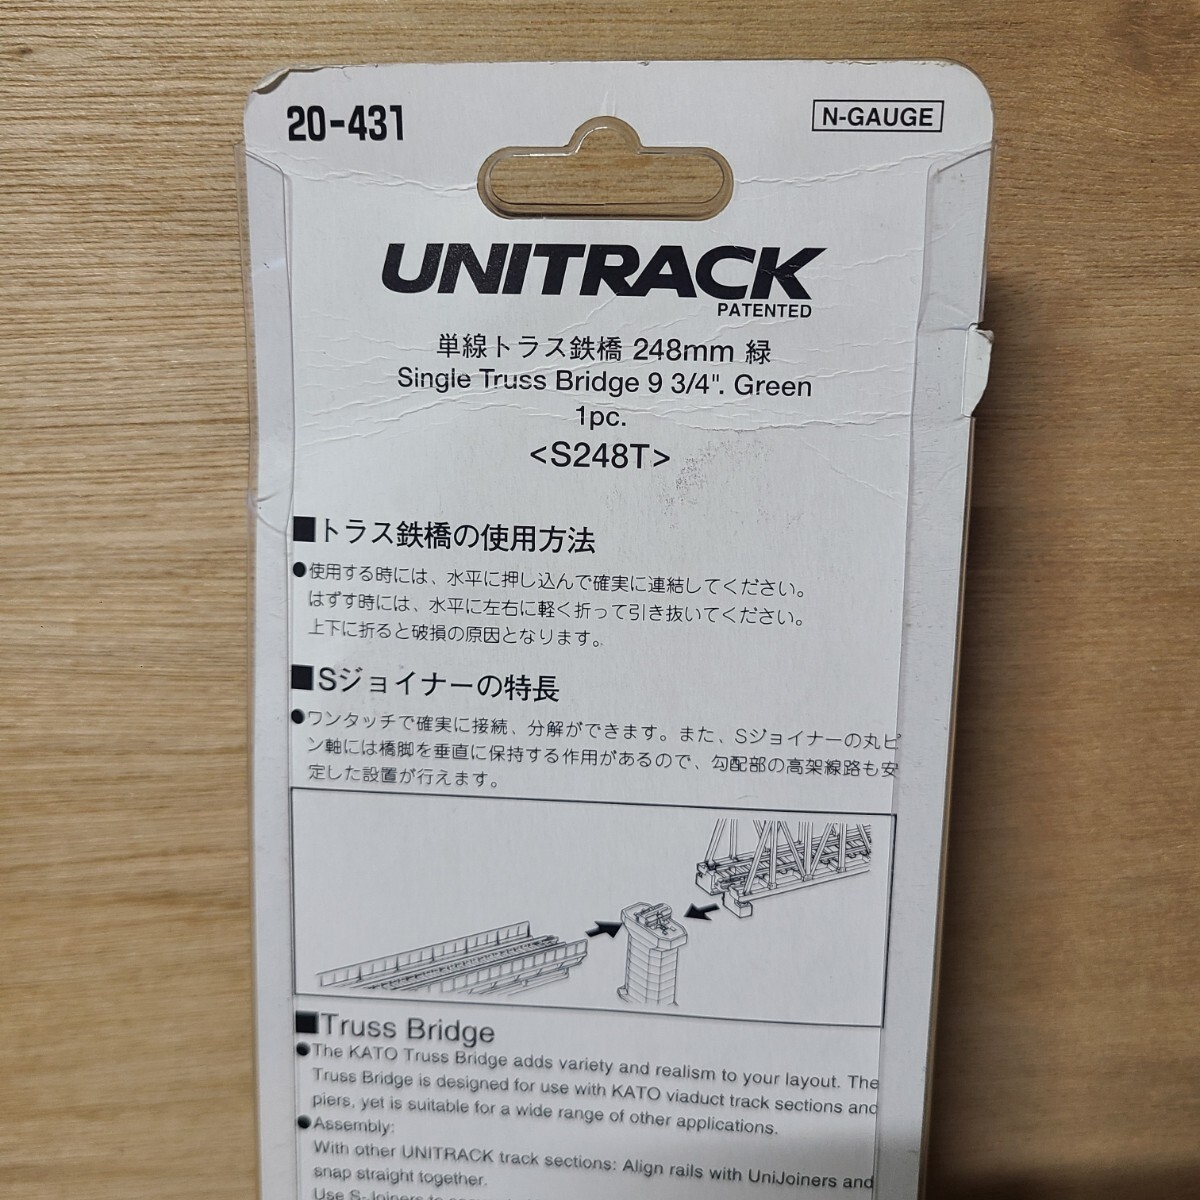 20-431
N-GAUGE
UNITRACK
PATENTED
単線トラス鉄橋 248mm 緑
Single Truss Bridge 9 3/4". Green
1pc.
<S248T>
■トラス鉄橋の使用方法
●使用する時には、水平に押し込んで確実に連結してください。
はずす時には、水平に左右に軽く折って引き抜いてください。
上下に折ると破損の原因となります。
■Sジョイナーの特長
●ワンタッチで確実に接続、分解ができます。また、Sジョイナーの丸ピ
ン軸には橋脚を垂直に保持する作用があるので、勾配部の高架線路も安
定した設置が行えます。
■Truss Bridge
●The KATO Truss Bridge adds variety and realism to your layout. The
Truss Bridge is designed for use with KATO viaduct track sections and
piers, yet is suitable for a wide range of other applications.
●Assembly:
With other UNITRACK track sections: Align rails with UniJoiners and
snap straight together.
Use S-Joiners to